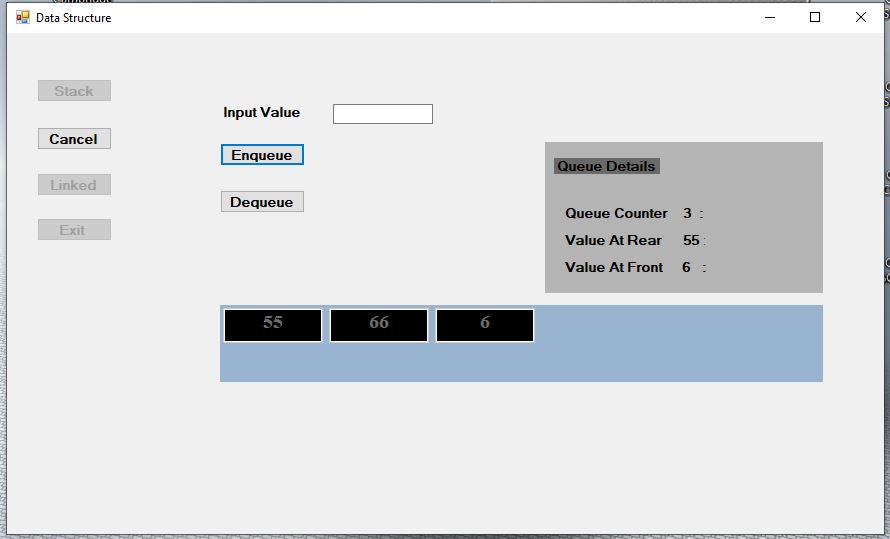 Data Structure
Stack
Input Value
Cancel
Enqueue
Queue Details
Linked
Dequeue
Queue Counter 3 :
Exit
Value At Rear 55 :
Value At Front 6 :
55 66 6